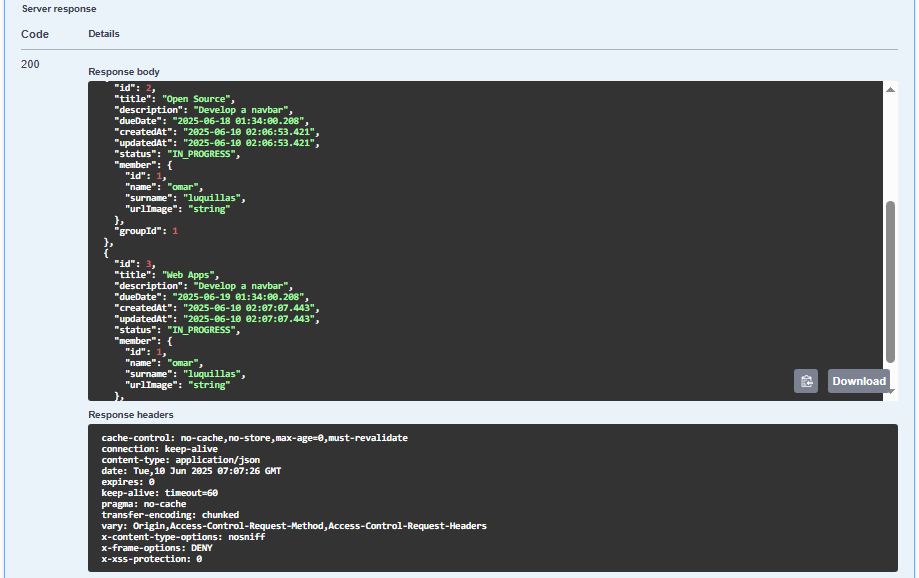 Server response
Code Details
200
Response body
"id": 2,
"title": "Open Source",
"description": "Develop a navbar",
"dueDate": "2025-06-18 01:34:00.208",
"createdAt": "2025-06-10 02:06:53.421",
"updatedAt": "2025-06-10 02:06:53.421",
"status": "IN_PROGRESS",
"member": {
"id": 1,
"name": "omar",
"surname": "luquillas",
"urlImage": "string"
},
"groupId": 1
},
{
"id": 3,
"title": "Web Apps",
"description": "Develop a navbar",
"dueDate": "2025-06-19 01:34:00.208",
"createdAt": "2025-06-10 02:07:07.443",
"updatedAt": "2025-06-10 02:07:07.443",
"status": "IN_PROGRESS",
"member": {
"id": 1,
"name": "omar",
"surname": "luquillas",
"urlImage": "string"
},
Download
Response headers
cache-control: no-cache,no-store,max-age=0,must-revalidate
connection: keep-alive
content-type: application/json
date: Tue,10 Jun 2025 07:07:26 GMT
expires: 0
keep-alive: timeout=60
pragma: no-cache
transfer-encoding: chunked
vary: Origin,Access-Control-Request-Method,Access-Control-Request-Headers
x-content-type-options: nosniff
x-frame-options: DENY
x-xss-protection: 0